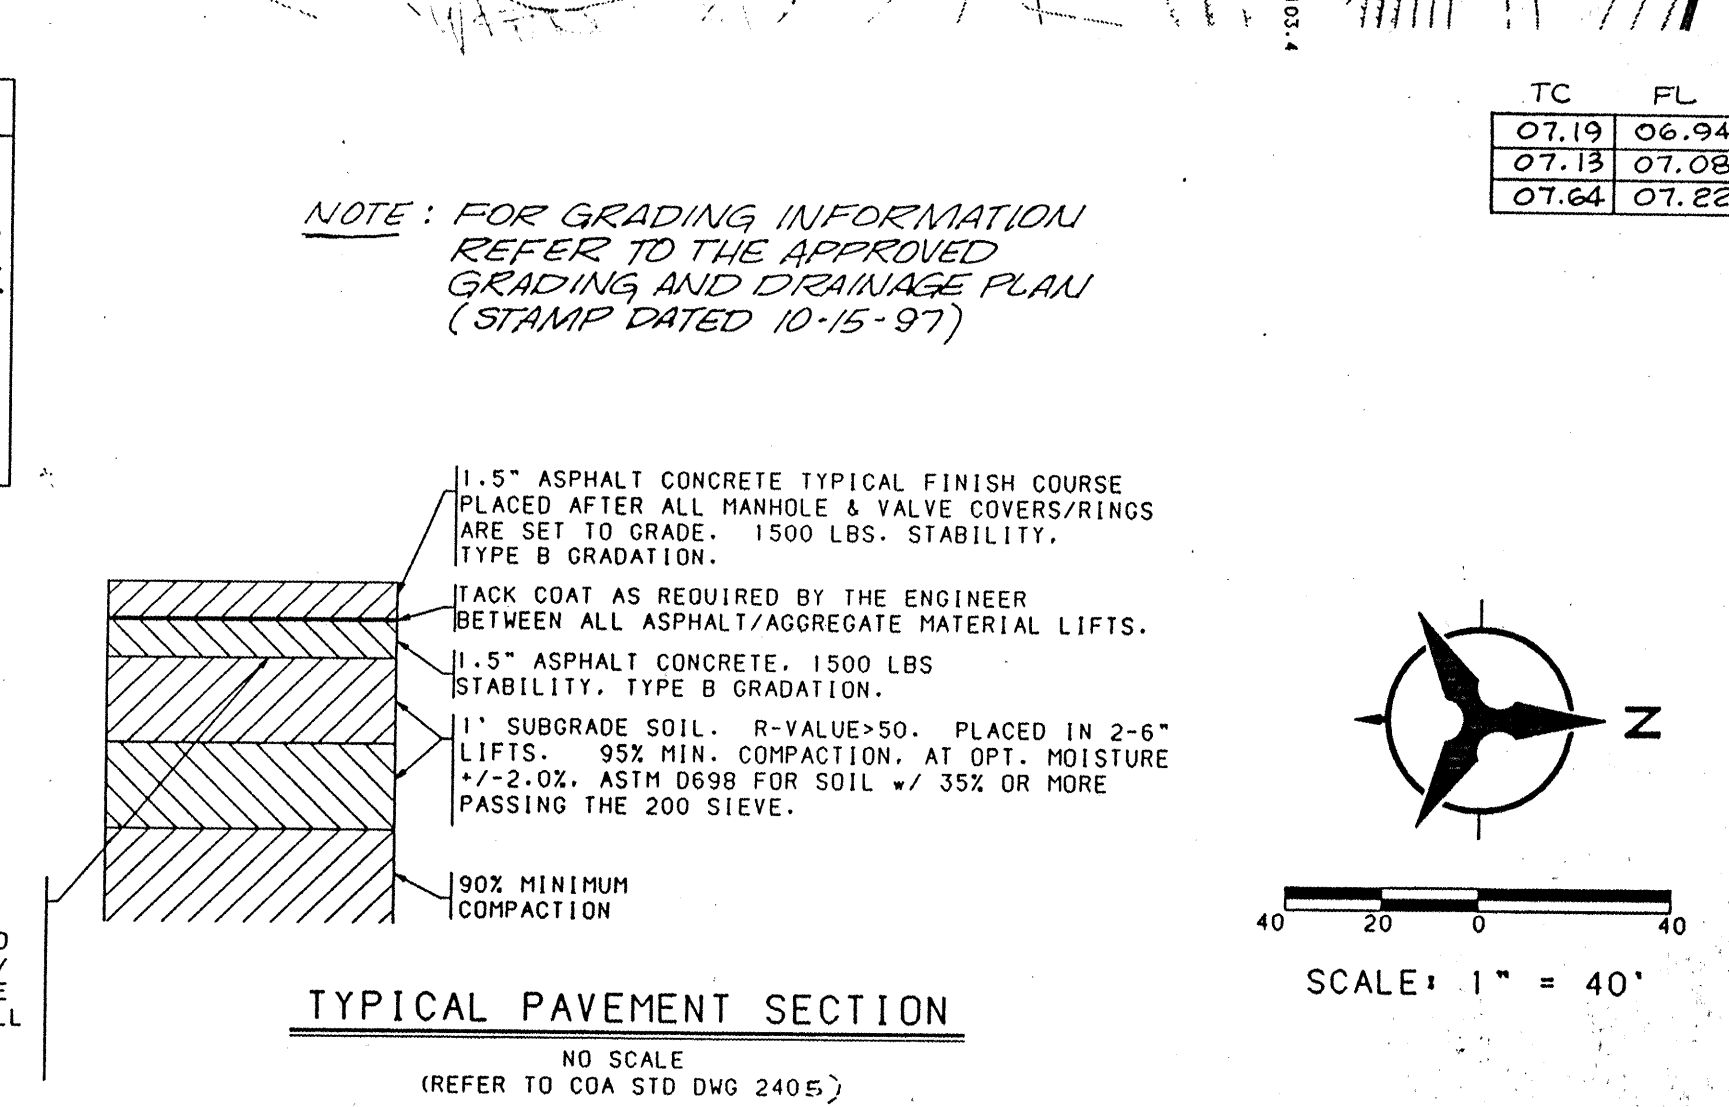 103.4
TC FL
07.19 06.94
07.13 07.08
07.64 07.22
NOTE: FOR GRADING INFORMATION
REFER TO THE APPROVED
GRADING AND DRAINAGE PLAN
(STAMP DATED 10-15-97)
1.5" ASPHALT CONCRETE TYPICAL FINISH COURSE
PLACED AFTER ALL MANHOLE & VALVE COVERS/RINGS
ARE SET TO GRADE. 1500 LBS. STABILITY,
TYPE B GRADATION.
TACK COAT AS REQUIRED BY THE ENGINEER
BETWEEN ALL ASPHALT/AGGREGATE MATERIAL LIFTS.
1.5" ASPHALT CONCRETE, 1500 LBS
STABILITY, TYPE B GRADATION.
1' SUBGRADE SOIL. R-VALUE>50. PLACED IN 2-6"
LIFTS. 95% MIN. COMPACTION, AT OPT. MOISTURE
+/-2.0%, ASTM D698 FOR SOIL w/ 35% OR MORE
PASSING THE 200 SIEVE.
90% MINIMUM
COMPACTION
TYPICAL PAVEMENT SECTION
NO SCALE
(REFER TO COA STD DWG 2405)
N
40 20 0 40
SCALE: 1" = 40'